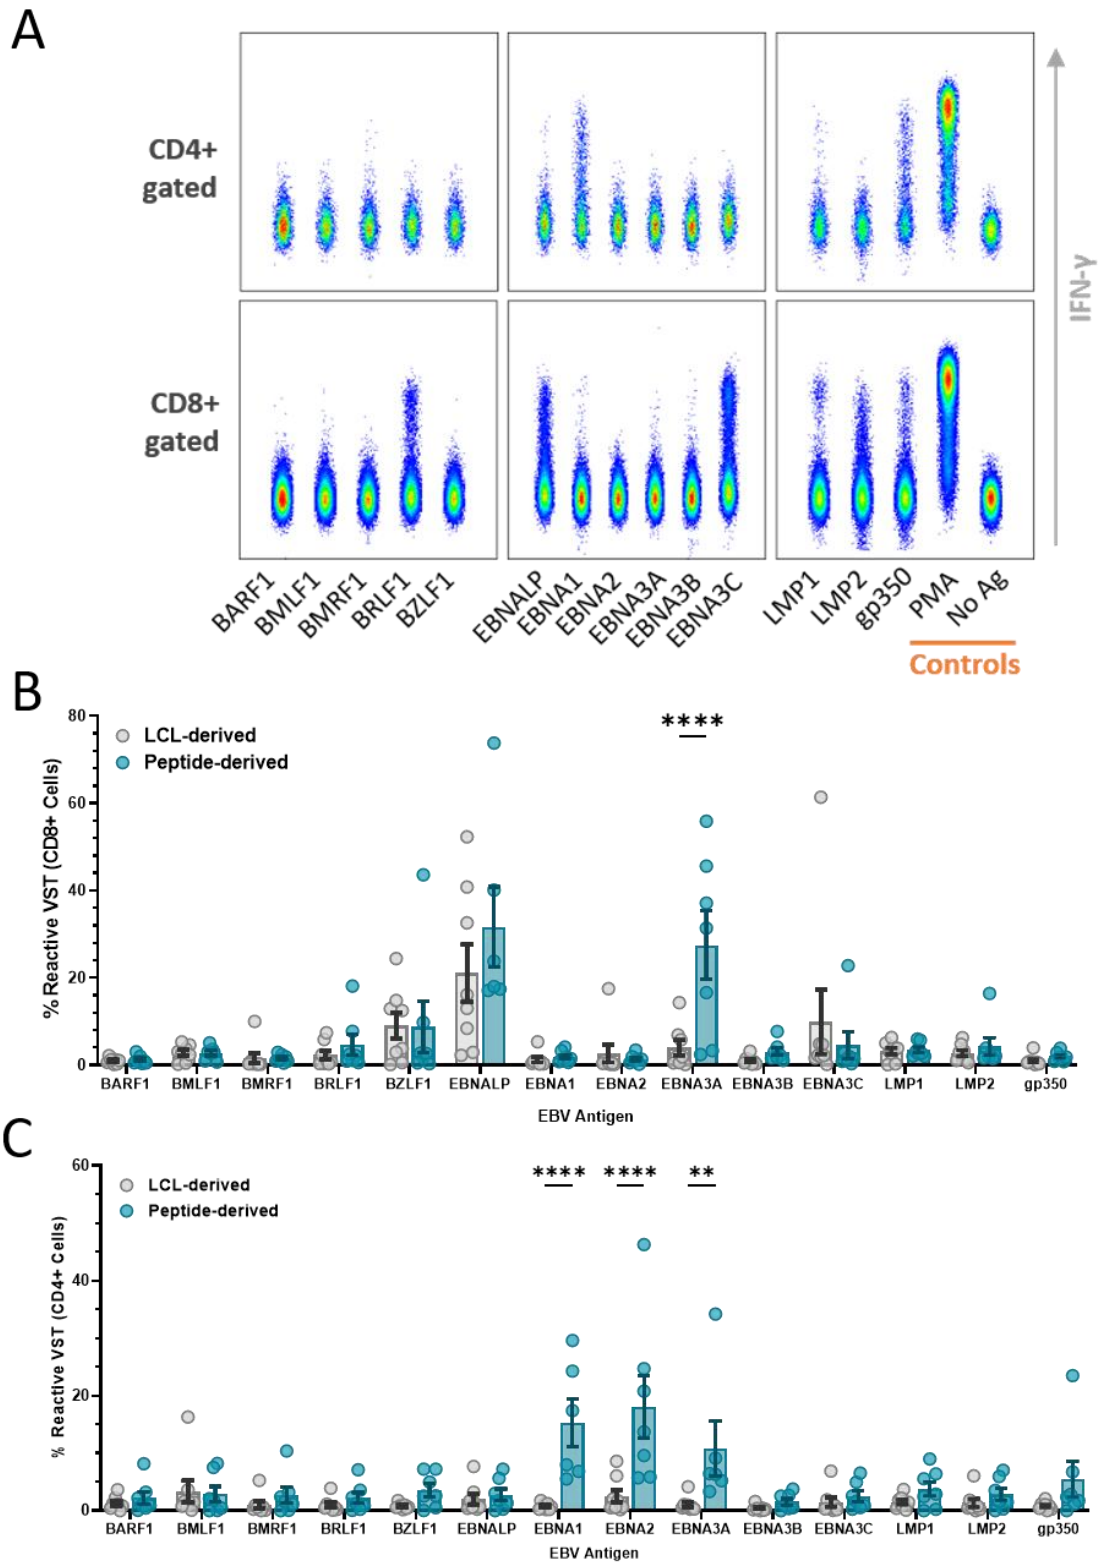 A
CD4+
gated
CD8+
gated
IFN-γ
BARF1
BMLF1
BMRF1
BRLF1
BZLF1
EBNALP
EBNA1
EBNA2
EBNA3A
EBNA3B
EBNA3C
LMP1
LMP2
gp350
PMA
No Ag
Controls
B
LCL-derived
Peptide-derived
****
% Reactive VST (CD8+ Cells)
80
60
40
20
0
BARF1 BMLF1 BMRF1 BRLF1 BZLF1 EBNALP EBNA1 EBNA2 EBNA3A EBNA3B EBNA3C LMP1 LMP2 gp350
EBV Antigen
C
LCL-derived
Peptide-derived
**** **** **
% Reactive VST (CD4+ Cells)
60
40
20
0
BARF1 BMLF1 BMRF1 BRLF1 BZLF1 EBNALP EBNA1 EBNA2 EBNA3A EBNA3B EBNA3C LMP1 LMP2 gp350
EBV Antigen